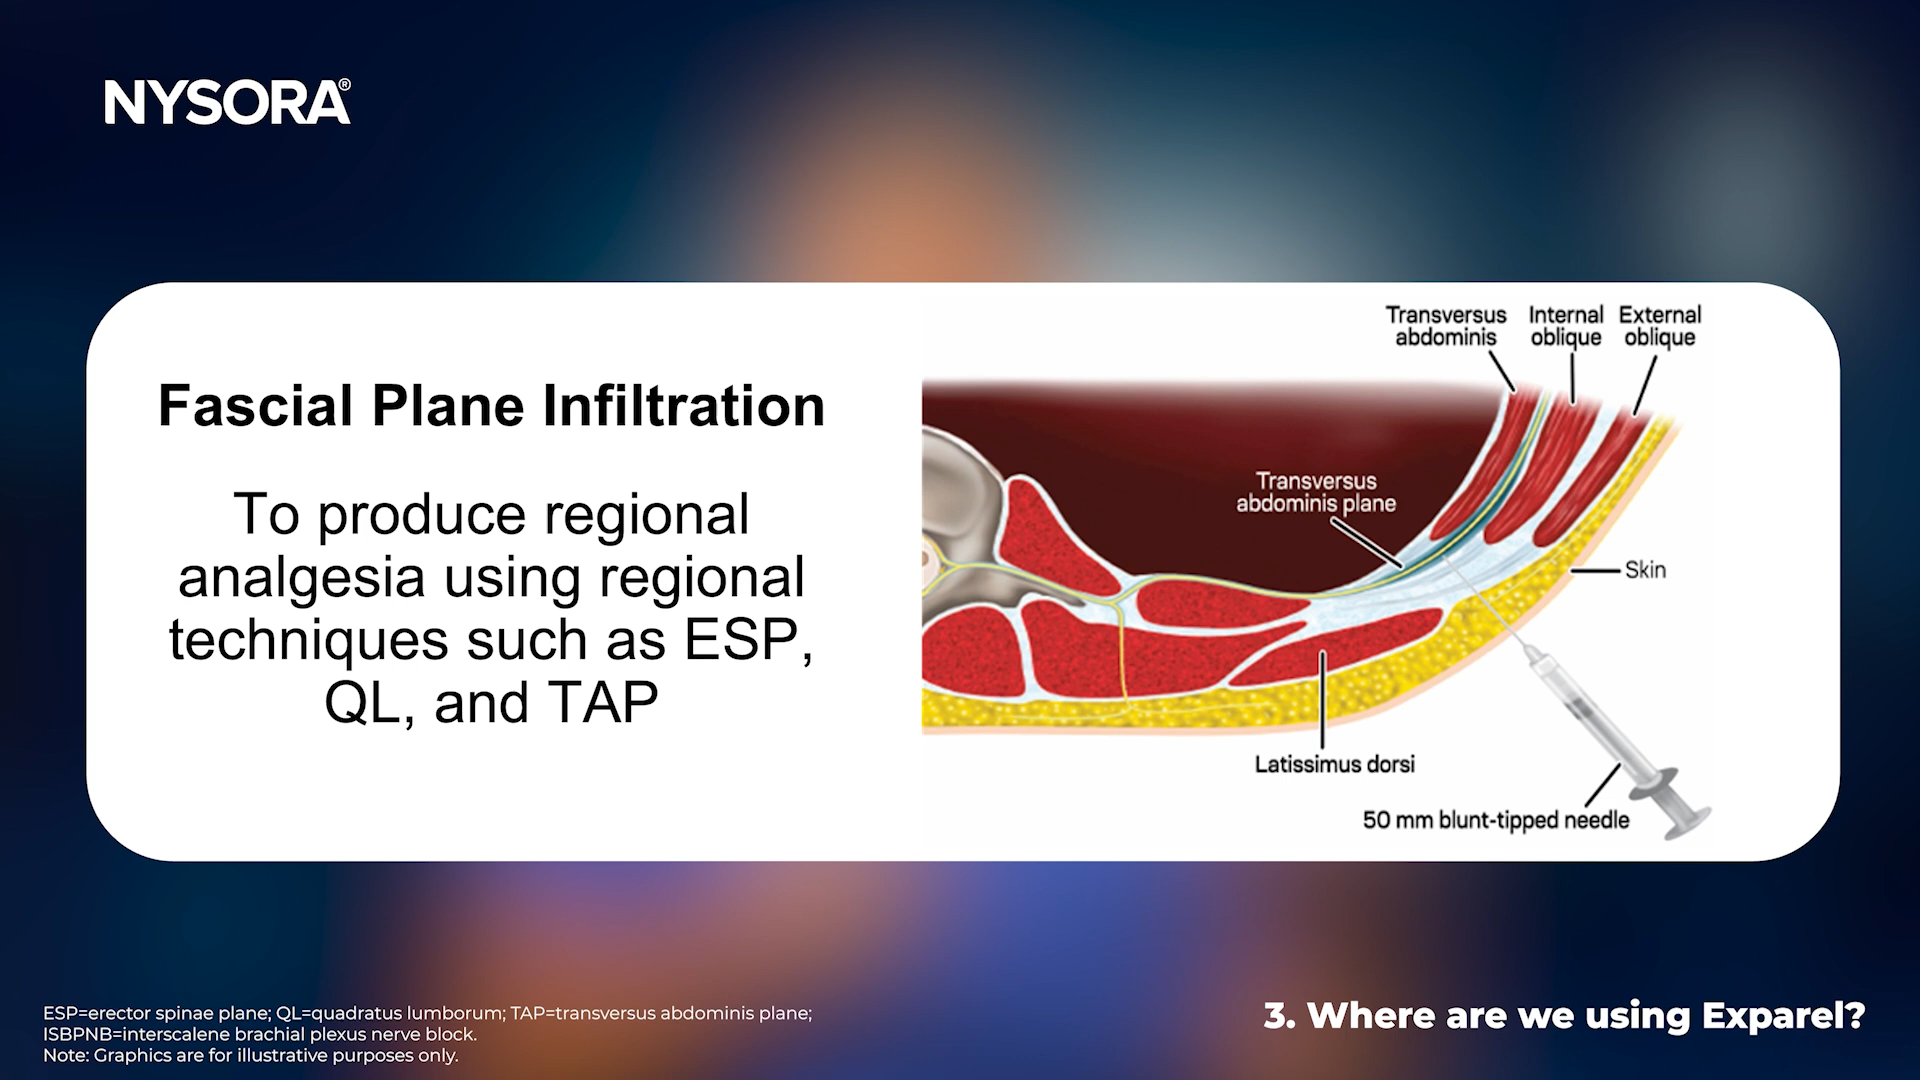 NYSORA®
Fascial Plane Infiltration
To produce regional
analgesia using regional
techniques such as ESP,
QL, and TAP
Transversus
abdominis
Internal
oblique
External
oblique
Transversus
abdominis plane
Skin
Latissimus dorsi
50 mm blunt-tipped needle
ESP=erector spinae plane; QL=quadratus lumborum; TAP=transversus abdominis plane;
ISBPNB=interscalene brachial plexus nerve block.
Note: Graphics are for illustrative purposes only.
3. Where are we using Exparel?